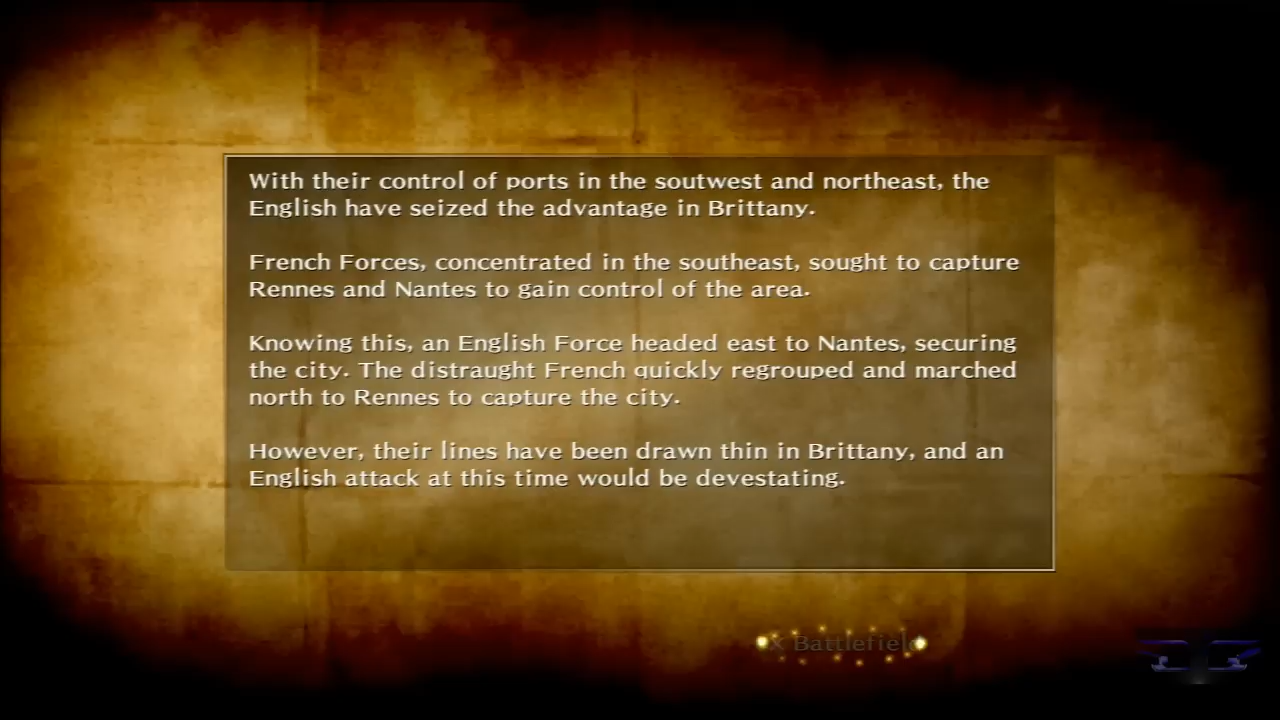 With their control of ports in the soutwest and northeast, the
English have seized the advantage in Brittany.
French Forces, concentrated in the southeast, sought to capture
Rennes and Nantes to gain control of the area.
Knowing this, an English Force headed east to Nantes, securing
the city. The distraught French quickly regrouped and marched
north to Rennes to capture the city.
However, their lines have been drawn thin in Brittany, and an
English attack at this time would be devestating.
X Battlefield